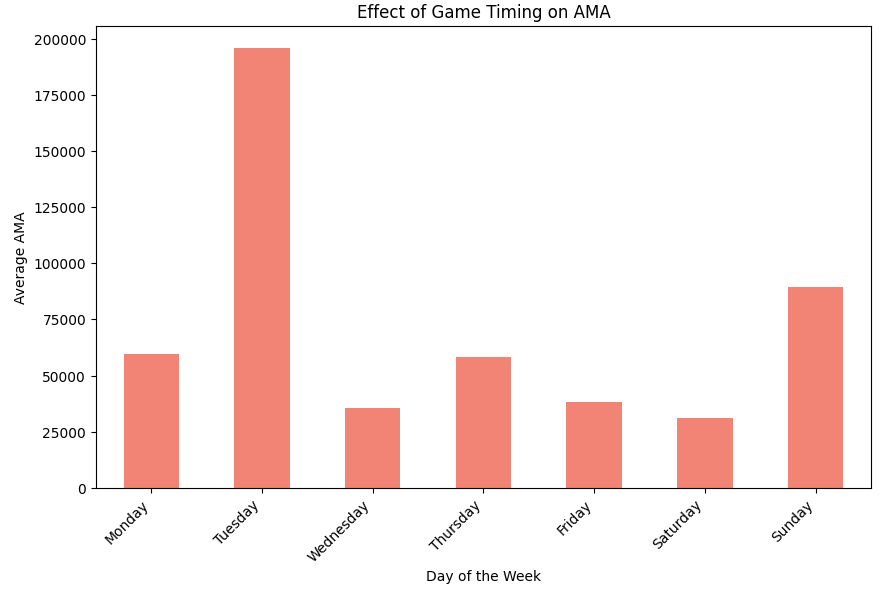 Effect of Game Timing on AMA
200000
175000
150000
125000
100000
75000
50000
25000
0
Average AMA
Monday
Tuesday
Wednesday
Thursday
Friday
Saturday
Sunday
Day of the Week